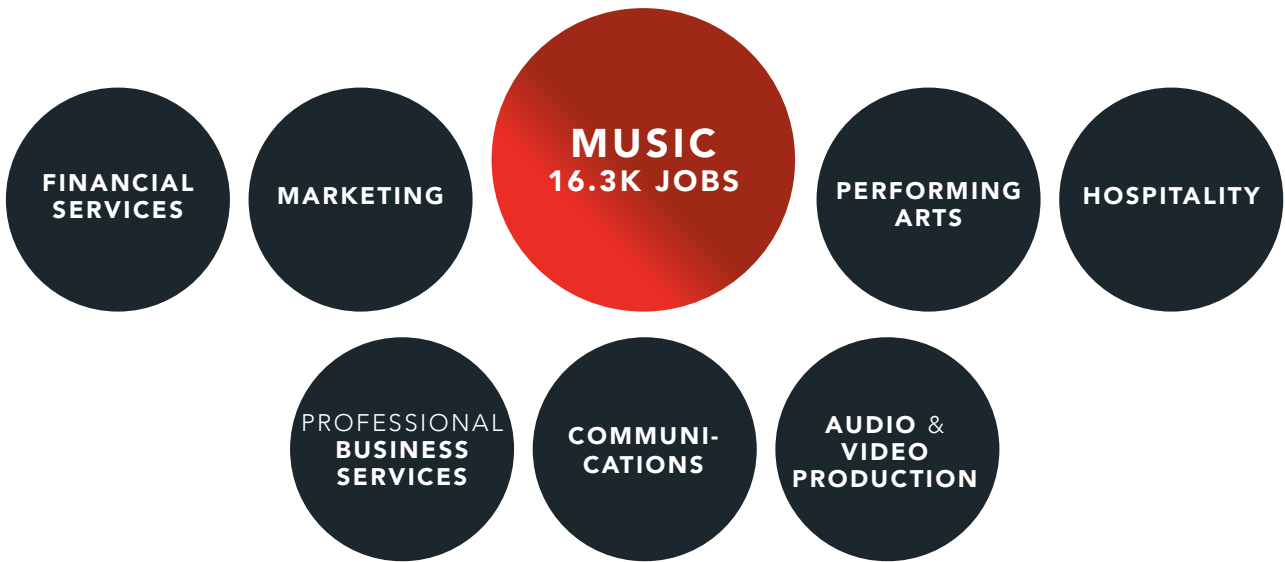 FINANCIAL
SERVICES
MARKETING
MUSIC
16.3K JOBS
PERFORMING
ARTS
HOSPITALITY
PROFESSIONAL
BUSINESS
SERVICES
COMMUNI-
CATIONS
AUDIO &
VIDEO
PRODUCTION